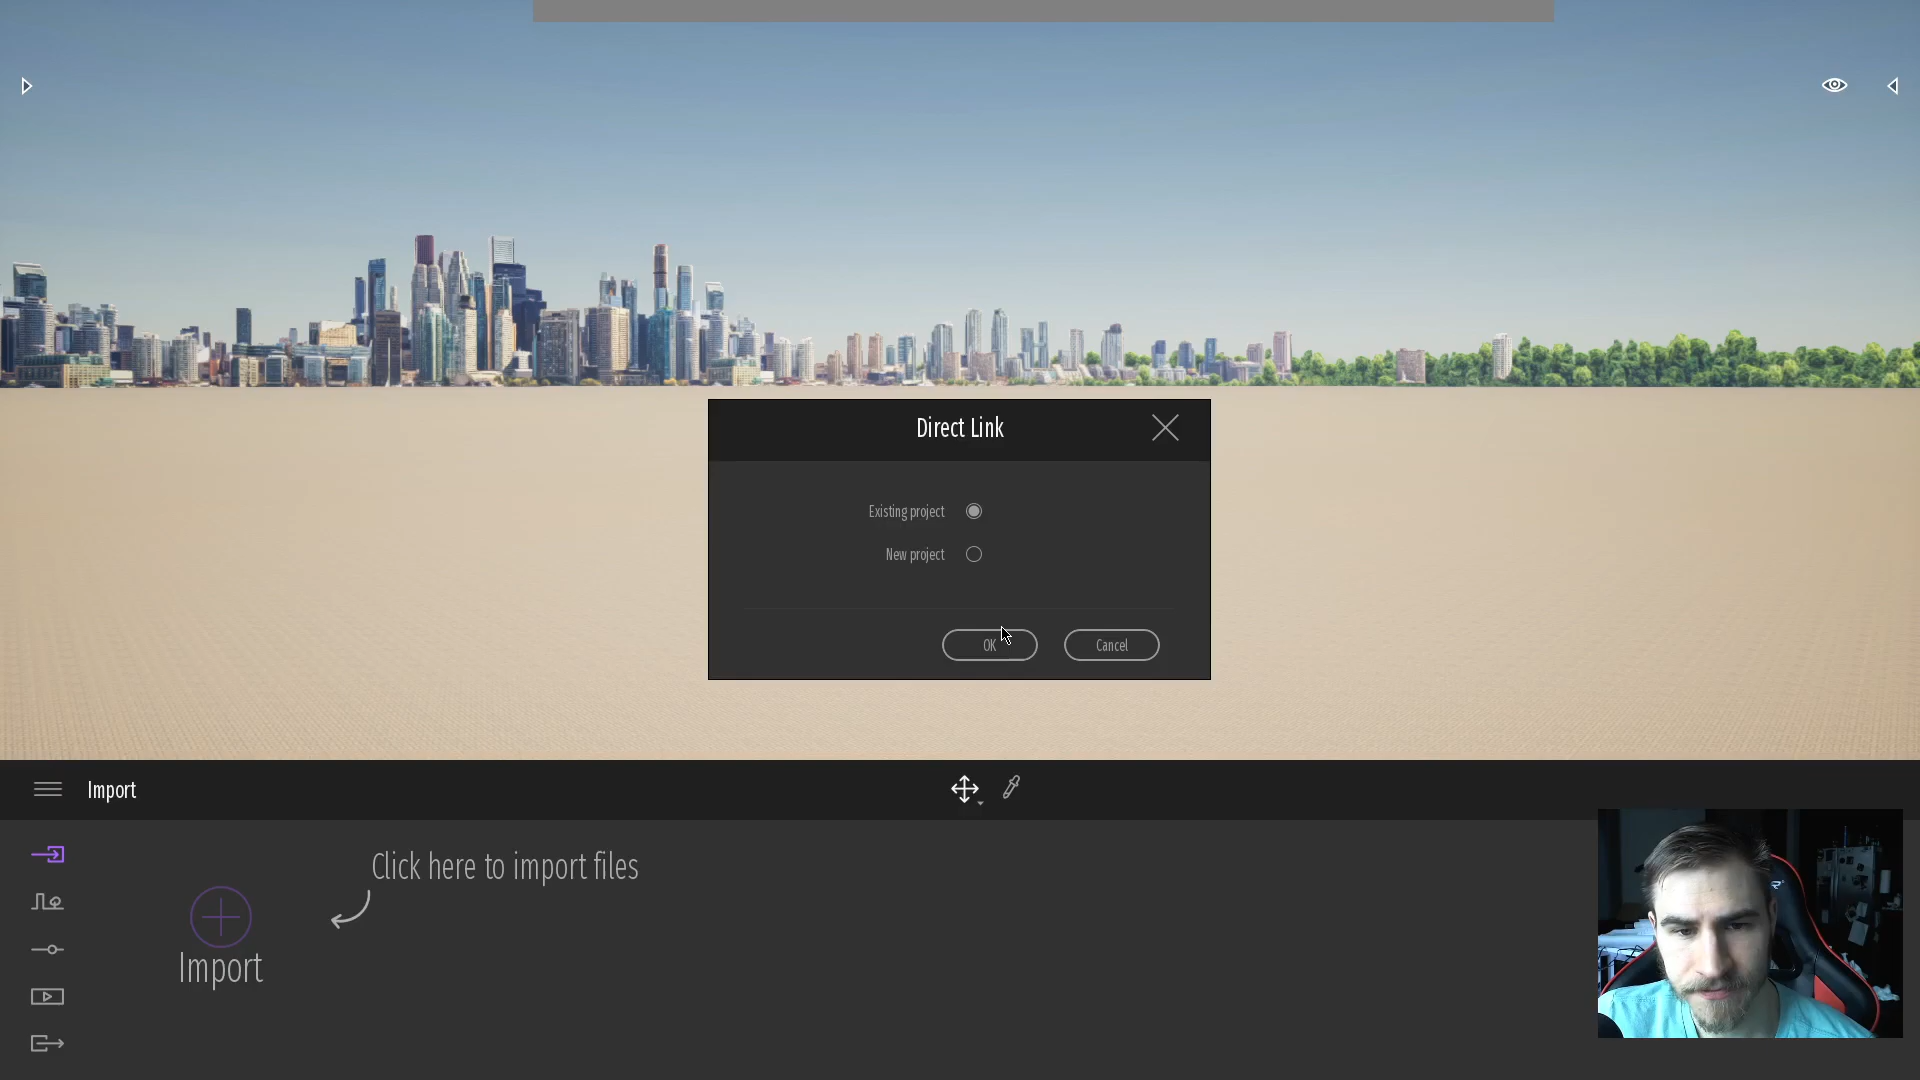 Direct Link
Existing project
New project
OK
Cancel
Import
Click here to import files
Import